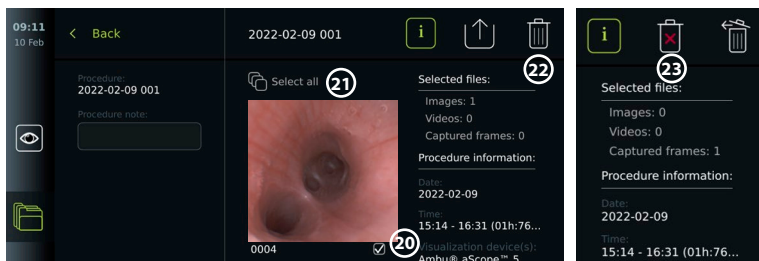 09:11
10 Feb
Back
2022-02-09 001
i
22
Procedure:
2022-02-09 001
Procedure note:
Select all
21
Selected files:
Images: 1
Videos: 0
Captured frames: 0
Procedure information:
Date:
2022-02-09
Time:
15:14 - 16:31 (01h:76...
Visualization device(s):
Ambu® aScope™ 5
0004
20
i
23
Selected files:
Images: 0
Videos: 0
Captured frames: 1
Procedure information:
Date:
2022-02-09
Time:
15:14 - 16:31 (01h:76...